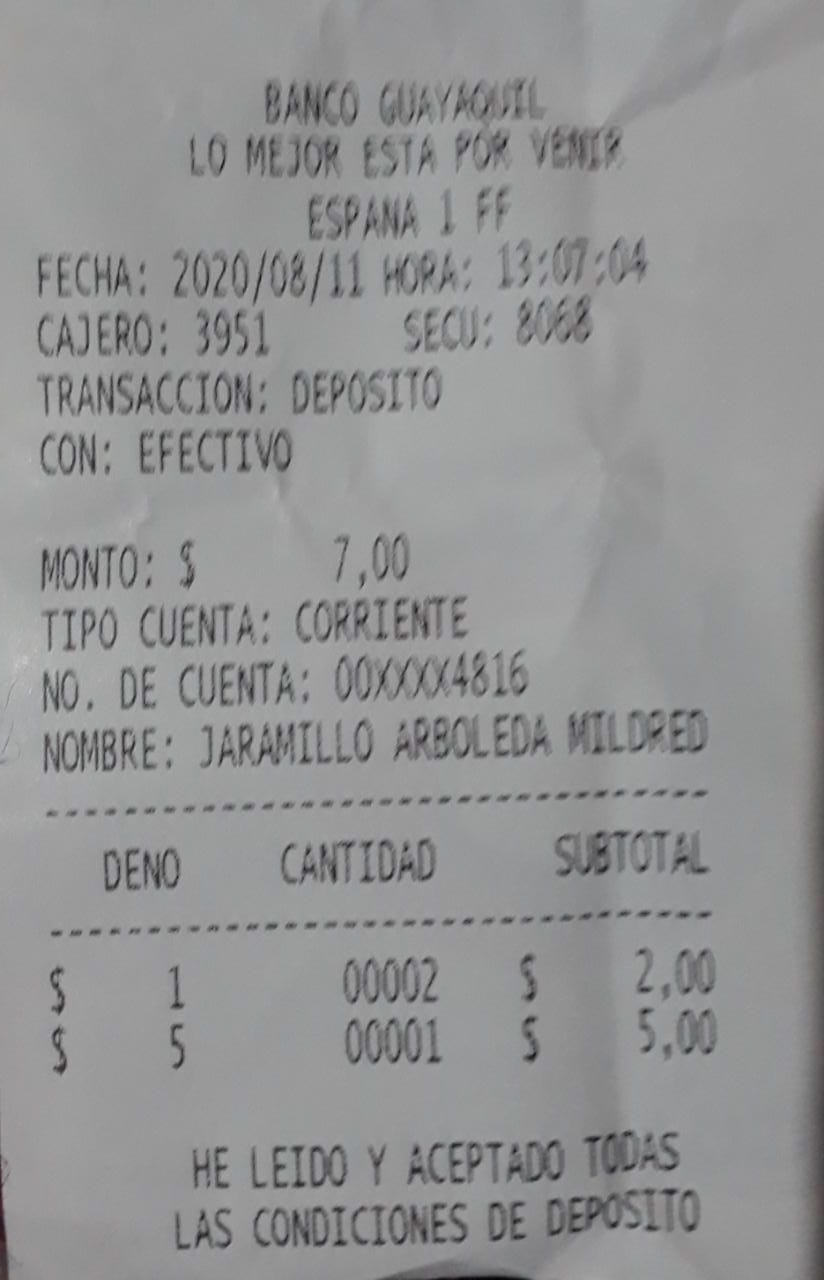 BANCO GUAYAQUIL
LO MEJOR ESTA POR VENIR
ESPANA 1 FF
FECHA: 2020/08/11 HORA: 13:07:04
CAJERO: 3951 SECU: 8068
TRANSACCION: DEPOSITO
CON: EFECTIVO
MONTO: $ 7,00
TIPO CUENTA: CORRIENTE
NO. DE CUENTA: 00XXXX4816
NOMBRE: JARAMILLO ARBOLEDA MILDRED
DENO CANTIDAD SUBTOTAL
$ 1 00002 $ 2,00
$ 5 00001 $ 5,00
HE LEIDO Y ACEPTADO TODAS
LAS CONDICIONES DE DEPOSITO